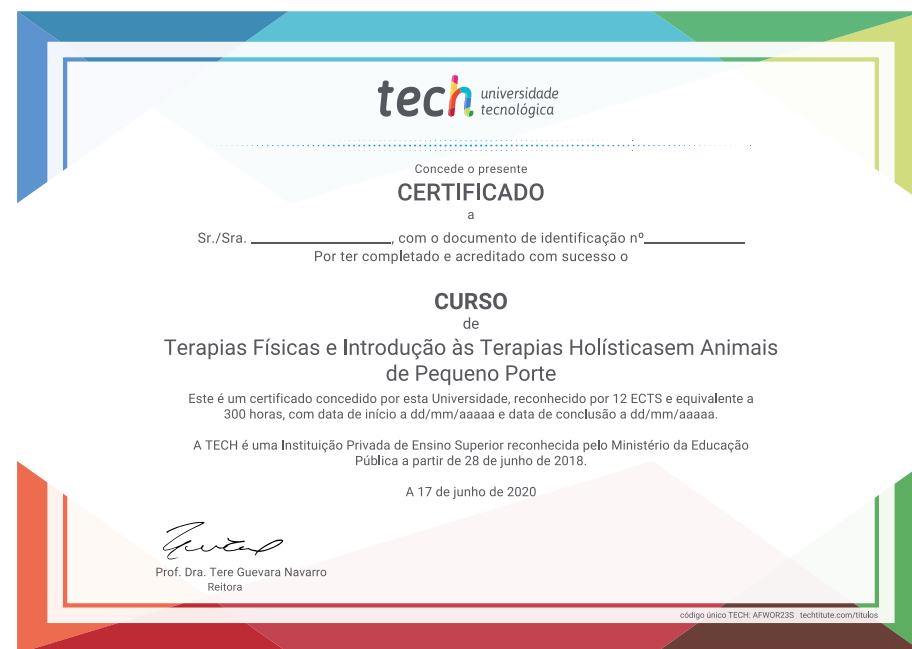 tech universidade
tecnológica
Concede o presente
CERTIFICADO
a
Sr./Sra. ____________________, com o documento de identificação nº______________
Por ter completado e acreditado com sucesso o
CURSO
de
Terapias Físicas e Introdução às Terapias Holísticasem Animais
de Pequeno Porte
Este é um certificado concedido por esta Universidade, reconhecido por 12 ECTS e equivalente a
300 horas, com data de início a dd/mm/aaaaa e data de conclusão a dd/mm/aaaaa.
A TECH é uma Instituição Privada de Ensino Superior reconhecida pelo Ministério da Educação
Pública a partir de 28 de junho de 2018.
A 17 de junho de 2020
Prof. Dra. Tere Guevara Navarro
Reitora
código único TECH: AFWOR23S techtitute.com/titulos